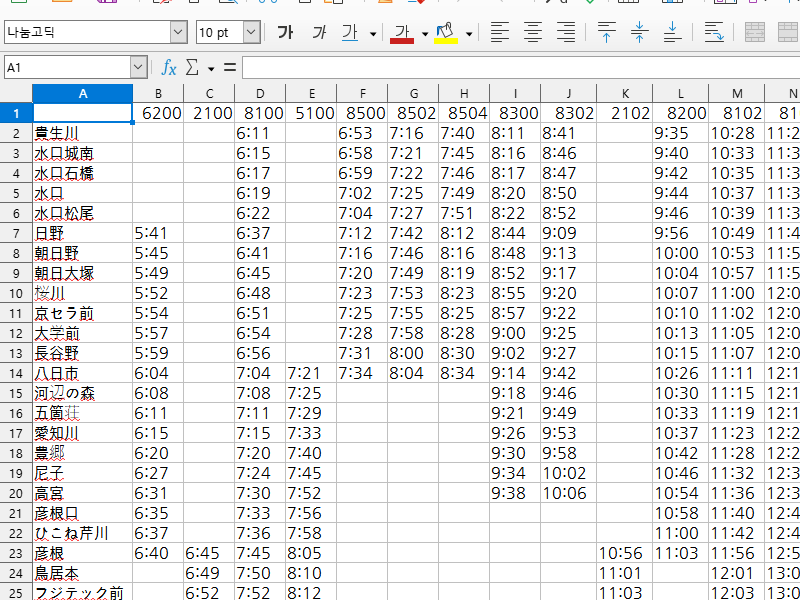 나눔고딕 10 pt 가 가 가 가
A1 fx Σ =
A B C D E F G H I J K L M N
1 6200 2100 8100 5100 8500 8502 8504 8300 8302 2102 8200 8102 81
2 貴生川 6:11 6:53 7:16 7:40 8:11 8:41 9:35 10:28 11:2
3 水口城南 6:15 6:58 7:21 7:45 8:16 8:46 9:40 10:33 11:3
4 水口石橋 6:17 6:59 7:22 7:46 8:17 8:47 9:42 10:35 11:3
5 水口 6:19 7:02 7:25 7:49 8:20 8:50 9:44 10:37 11:3
6 水口松尾 6:22 7:04 7:27 7:51 8:22 8:52 9:46 10:39 11:3
7 日野 5:41 6:37 7:12 7:42 8:12 8:44 9:09 9:56 10:49 11:4
8 朝日野 5:45 6:41 7:16 7:46 8:16 8:48 9:13 10:00 10:53 11:5
9 朝日大塚 5:49 6:45 7:20 7:49 8:19 8:52 9:17 10:04 10:57 11:5
10 桜川 5:52 6:48 7:23 7:53 8:23 8:55 9:20 10:07 11:00 12:0
11 京セラ前 5:54 6:51 7:25 7:55 8:25 8:57 9:22 10:10 11:02 12:0
12 大学前 5:57 6:54 7:28 7:58 8:28 9:00 9:25 10:13 11:05 12:0
13 長谷野 5:59 6:56 7:31 8:00 8:30 9:02 9:27 10:15 11:07 12:0
14 八日市 6:04 7:04 7:21 7:34 8:04 8:34 9:14 9:42 10:26 11:11 12:1
15 河辺の森 6:08 7:08 7:25 9:18 9:46 10:30 11:15 12:1
16 五箇荘 6:11 7:11 7:29 9:21 9:49 10:33 11:19 12:1
17 愛知川 6:15 7:15 7:33 9:26 9:53 10:37 11:23 12:2
18 豊郷 6:20 7:20 7:40 9:30 9:58 10:42 11:28 12:2
19 尼子 6:27 7:24 7:45 9:34 10:02 10:46 11:32 12:3
20 高宮 6:31 7:30 7:52 9:38 10:06 10:54 11:36 12:3
21 彦根口 6:35 7:33 7:56 10:58 11:40 12:4
22 ひこね芹川 6:37 7:36 7:58 11:00 11:42 12:4
23 彦根 6:40 6:45 7:45 8:05 10:56 11:03 11:56 12:5
24 鳥居本 6:49 7:50 8:10 11:01 12:01 13:0
25 フジテック前 6:52 7:52 8:12 11:03 12:03 13:0